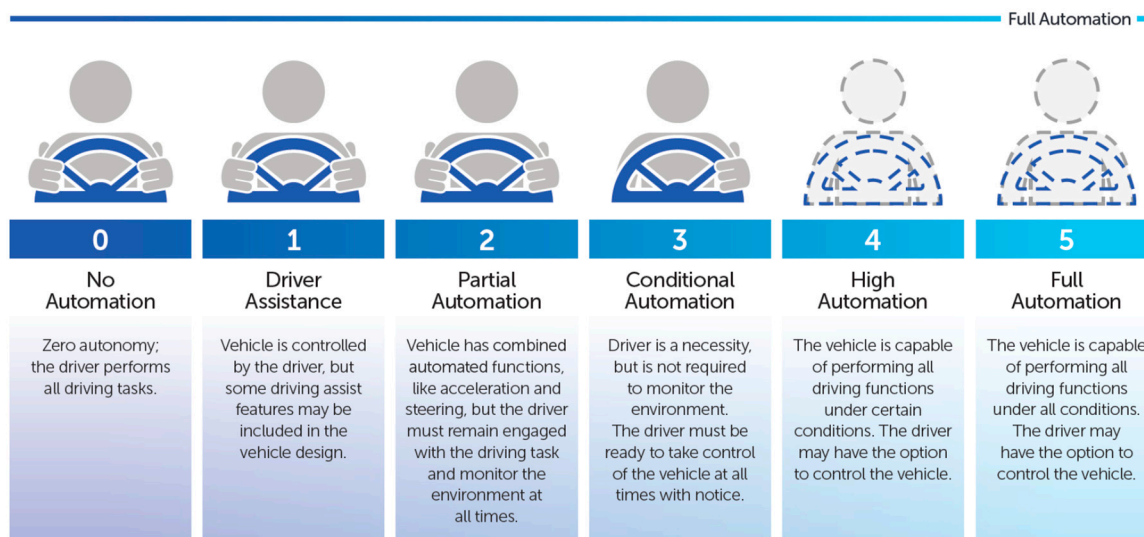 Full Automation
0
No
Automation
Zero autonomy;
the driver performs
all driving tasks.
1
Driver
Assistance
Vehicle is controlled
by the driver, but
some driving assist
features may be
included in the
vehicle design.
2
Partial
Automation
Vehicle has combined
automated functions,
like acceleration and
steering, but the driver
must remain engaged
with the driving task
and monitor the
environment at
all times.
3
Conditional
Automation
Driver is a necessity,
but is not required
to monitor the
environment.
The driver must be
ready to take control
of the vehicle at all
times with notice.
4
High
Automation
The vehicle is capable
of performing all
driving functions
under certain
conditions. The driver
may have the option
to control the vehicle.
5
Full
Automation
The vehicle is capable
of performing all
driving functions
under all conditions.
The driver may
have the option to
control the vehicle.